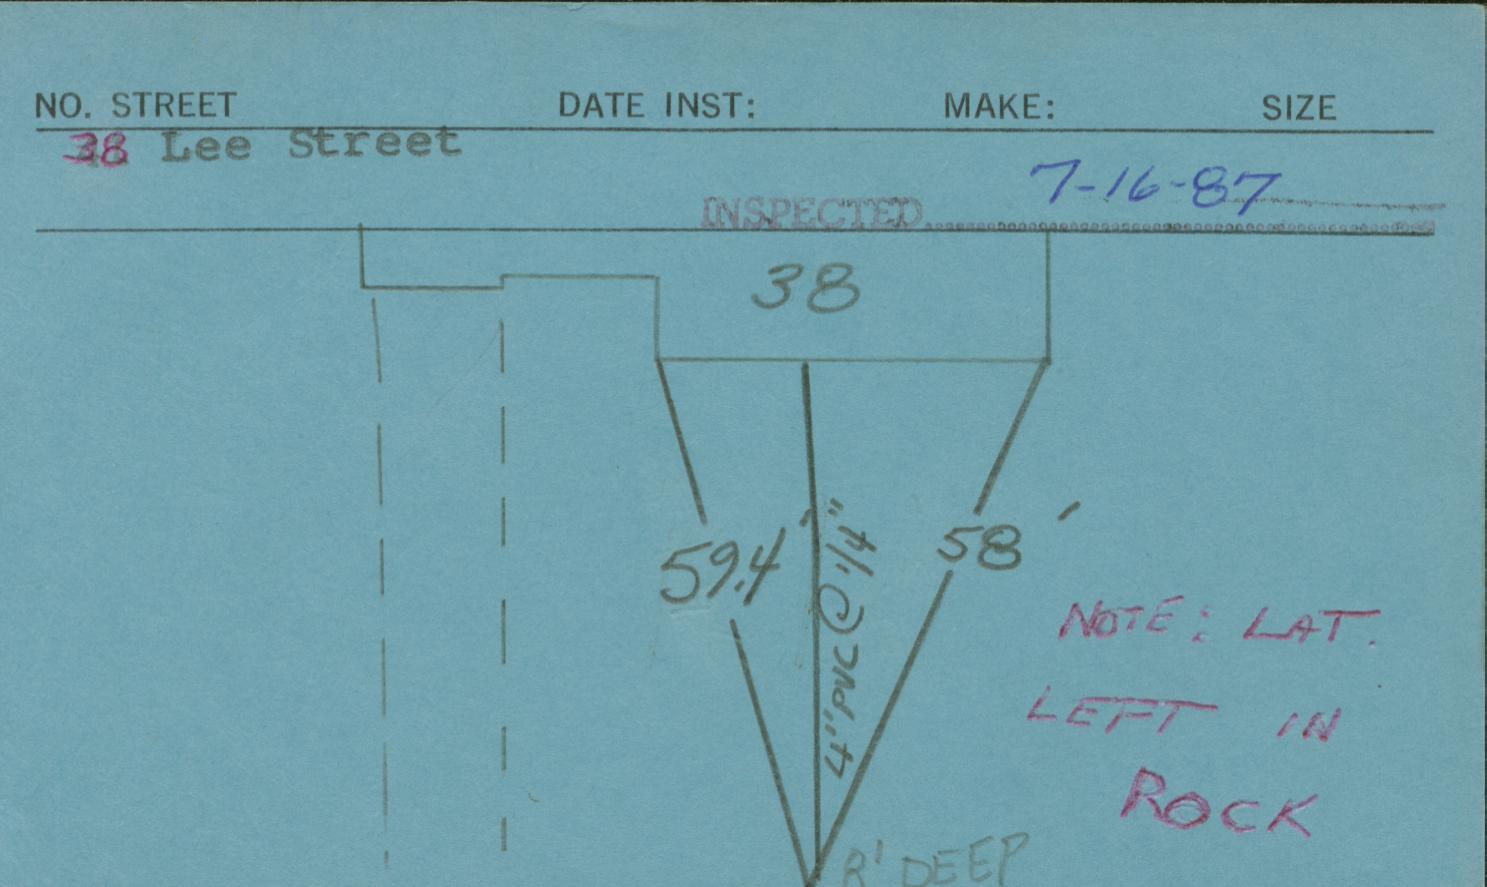 NO. STREET DATE INST: MAKE: SIZE
38 Lee Street
7-16-87
INSPECTED
38
59.4'
4" PVC @ 1/4"
58'
NOTE: LAT.
LEFT IN
ROCK
8' DEEP